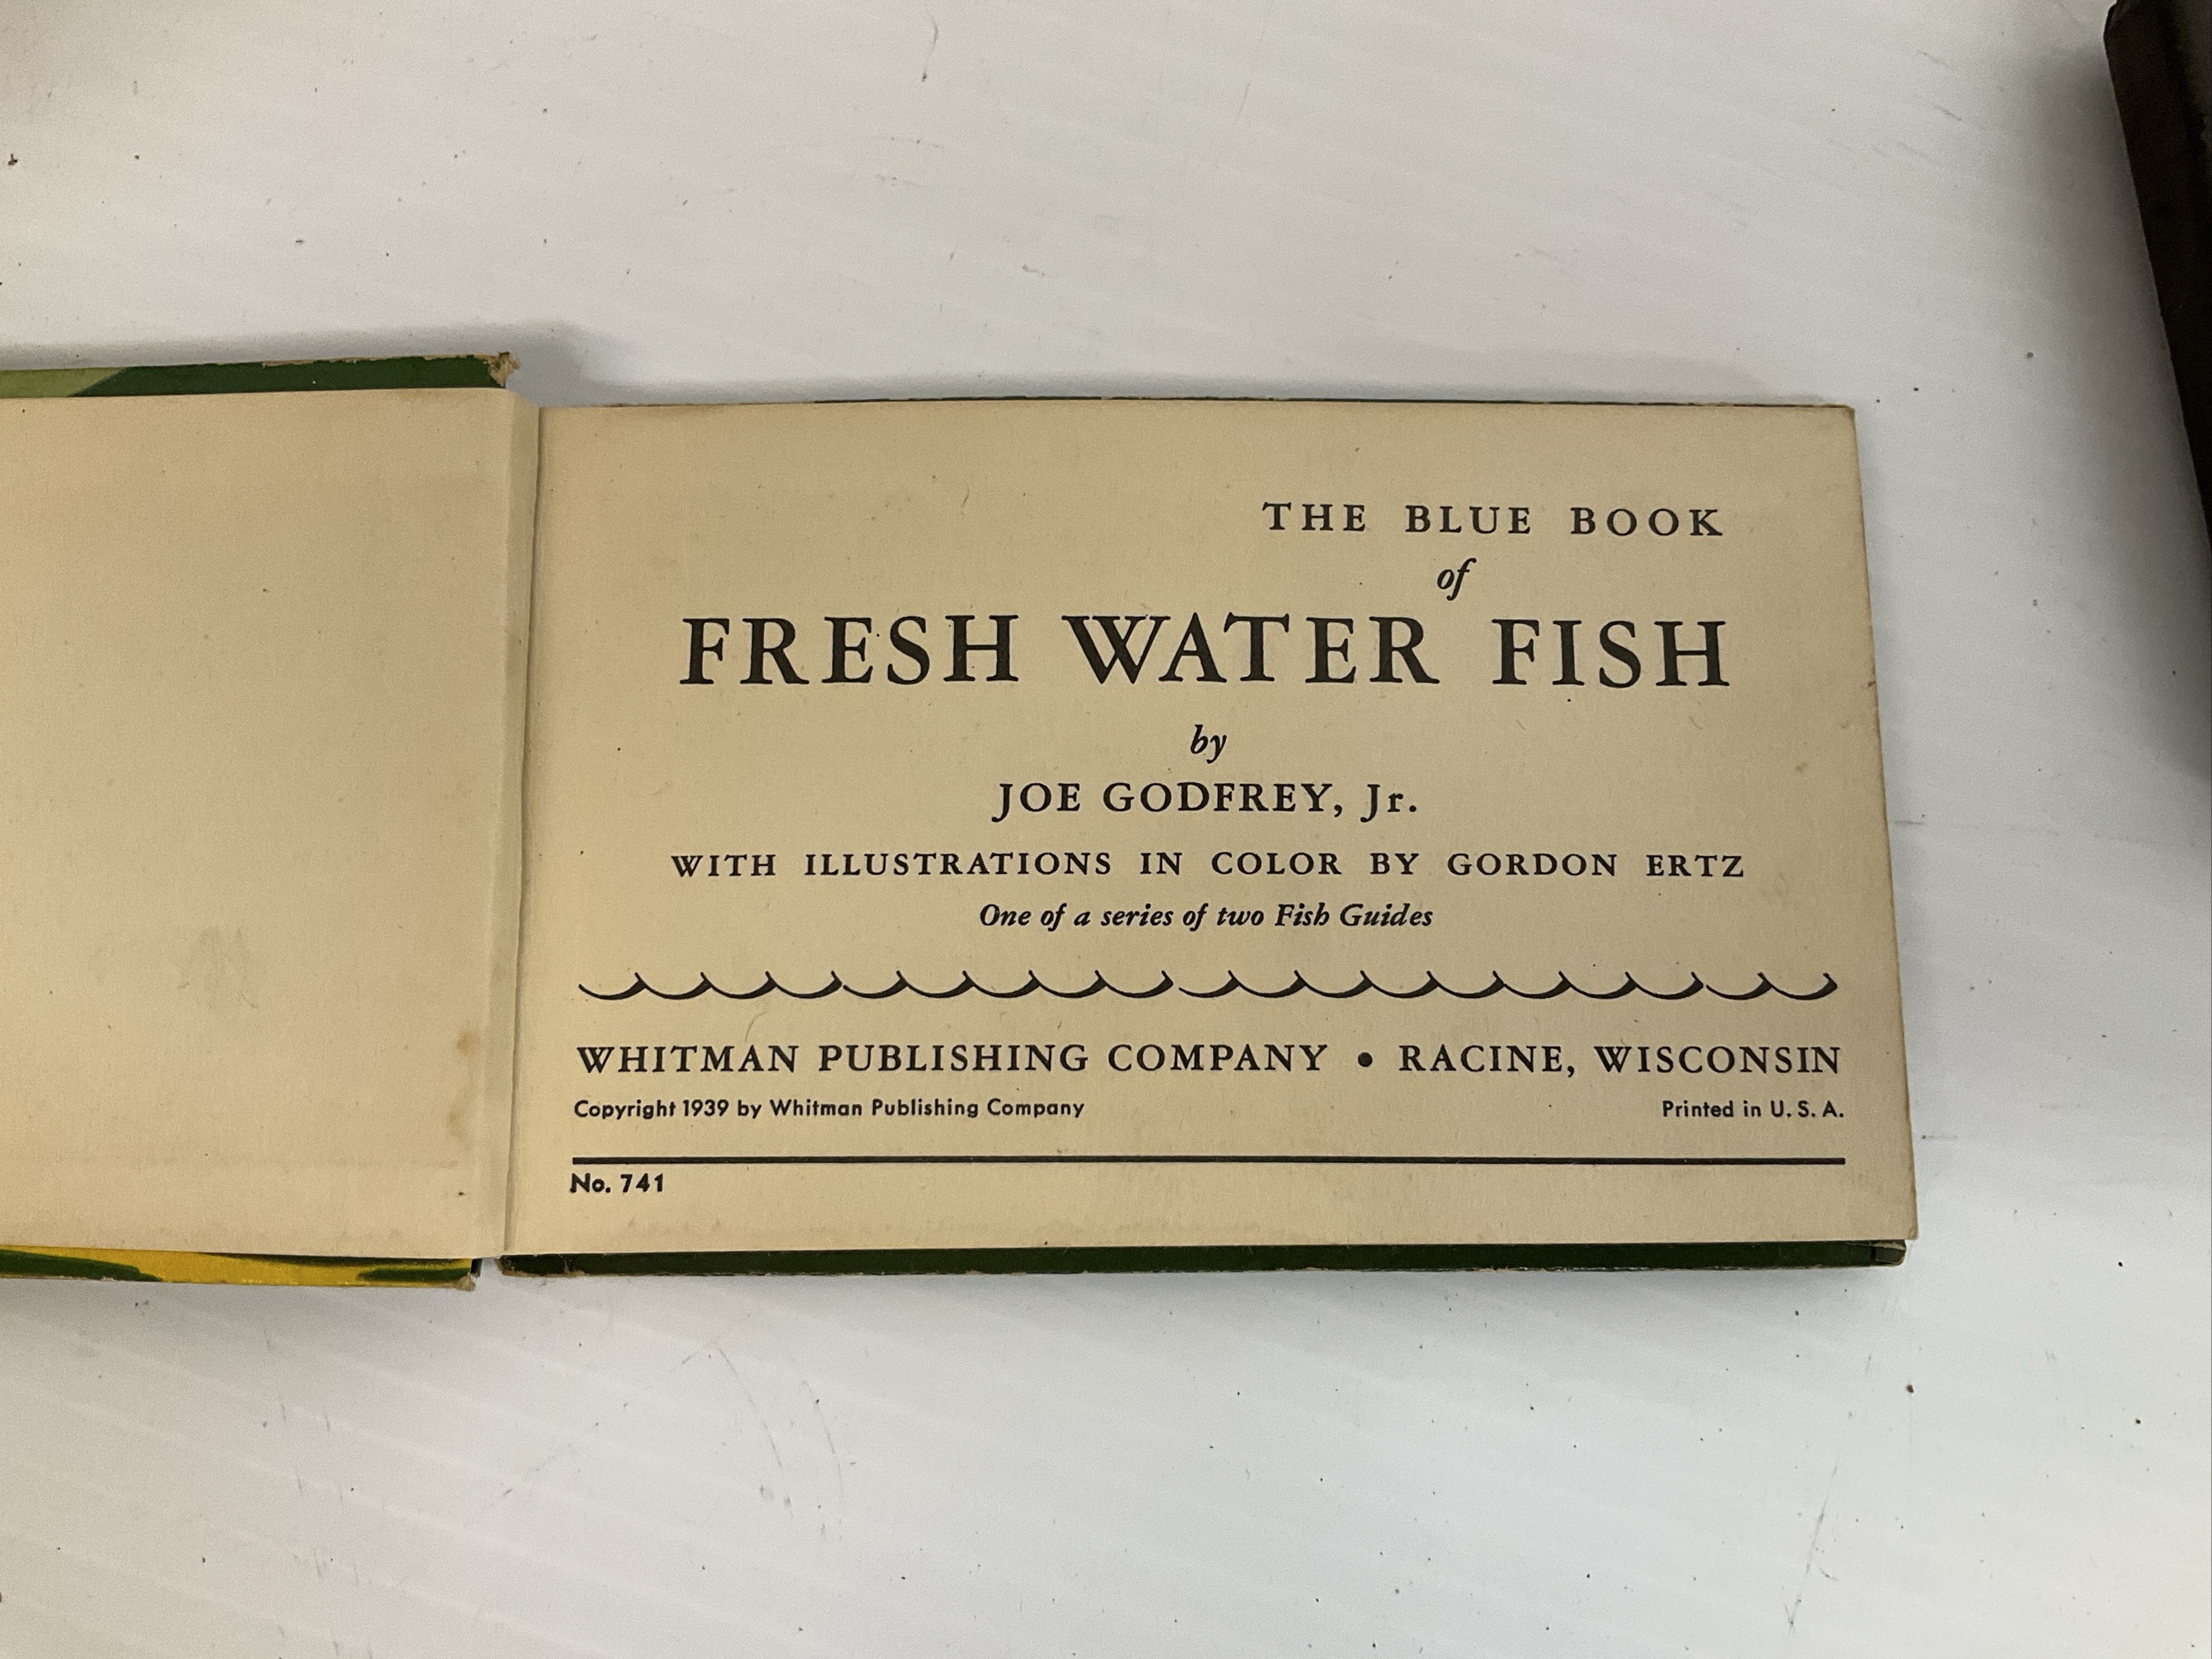 THE BLUE BOOK
of
FRESH WATER FISH
by
JOE GODFREY, Jr.
WITH ILLUSTRATIONS IN COLOR BY GORDON ERTZ
One of a series of two Fish Guides
WHITMAN PUBLISHING COMPANY • RACINE, WISCONSIN
Copyright 1939 by Whitman Publishing Company Printed in U. S. A.
No. 741